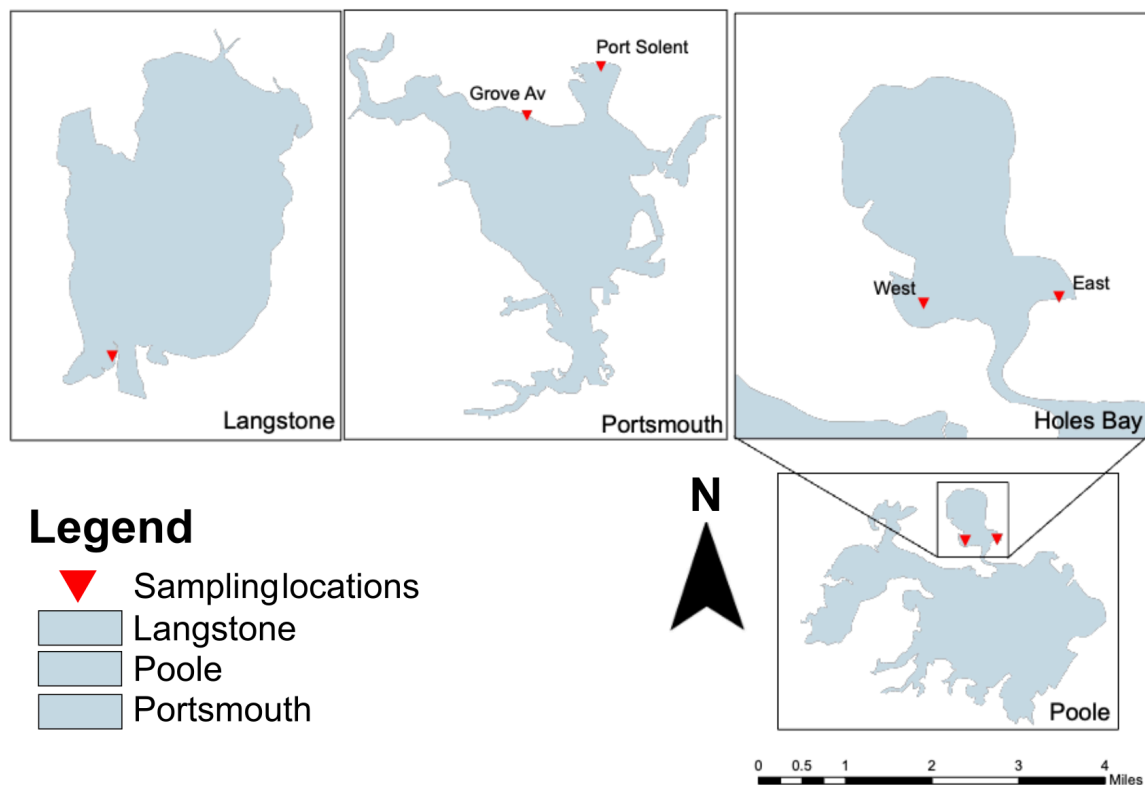 Port Solent
Grove Av
West
East
Langstone
Portsmouth
Holes Bay
N
Legend
Samplinglocations
Langstone
Poole
Portsmouth
Poole
0 0.5 1 2 3 4
Miles